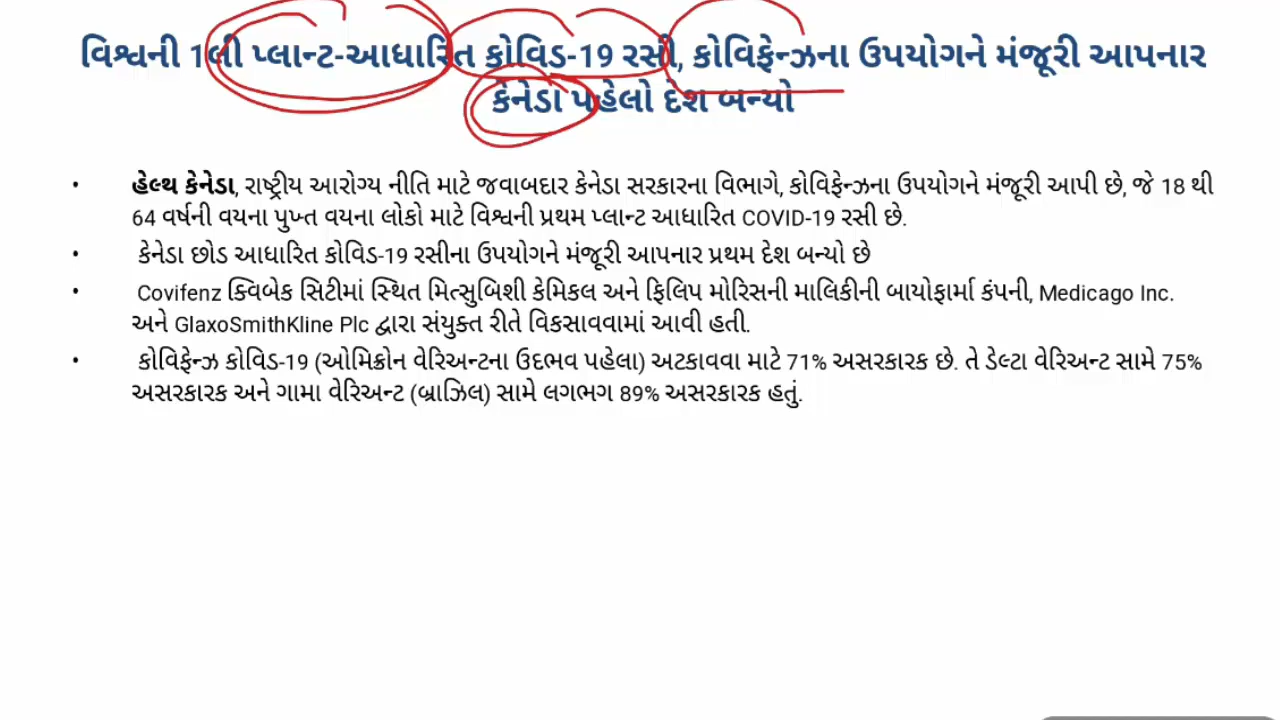 વિશ્વની 1લી પ્લાન્ટ-આધારિત કોવિડ-19 રસી, કોવિફેન્ઝના ઉપયોગને મંજૂરી આપનાર
કેનેડા પહેલો દેશ બન્યો
• હેલ્થ કેનેડા, રાષ્ટ્રીય આરોગ્ય નીતિ માટે જવાબદાર કેનેડા સરકારના વિભાગે, કોવિફેન્ઝના ઉપયોગને મંજૂરી આપી છે, જે 18 થી
64 વર્ષની વયના પુખ્ત વયના લોકો માટે વિશ્વની પ્રથમ પ્લાન્ટ આધારિત COVID-19 રસી છે.
• કેનેડા છોડ આધારિત કોવિડ-19 રસીના ઉપયોગને મંજૂરી આપનાર પ્રથમ દેશ બન્યો છે
• Covifenz ક્વિબેક સિટીમાં સ્થિત મિત્સુબિશી કેમિકલ અને ફિલિપ મોરિસની માલિકીની બાયોફાર્મા કંપની, Medicago Inc.
અને GlaxoSmithKline Plc દ્વારા સંયુક્ત રીતે વિકસાવવામાં આવી હતી.
• કોવિફેન્ઝ કોવિડ-19 (ઓમિક્રોન વેરિઅન્ટના ઉદભવ પહેલા) અટકાવવા માટે 71% અસરકારક છે. તે ડેલ્ટા વેરિઅન્ટ સામે 75%
અસરકારક અને ગામા વેરિઅન્ટ (બ્રાઝિલ) સામે લગભગ 89% અસરકારક હતું.